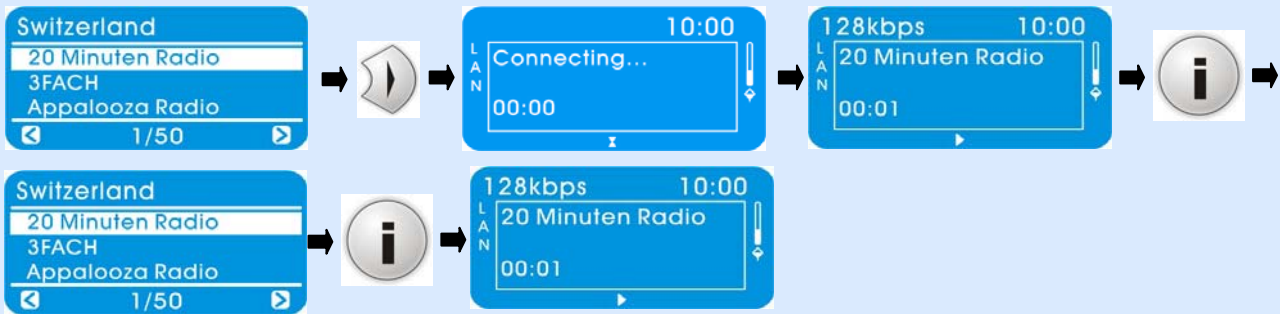 Switzerland
20 Minuten Radio
3FACH
Appalooza Radio
1/50
10:00
LAN
Connecting...
00:00
128kbps 10:00
LAN
20 Minuten Radio
00:01
i
Switzerland
20 Minuten Radio
3FACH
Appalooza Radio
1/50
i
128kbps 10:00
LAN
20 Minuten Radio
00:01